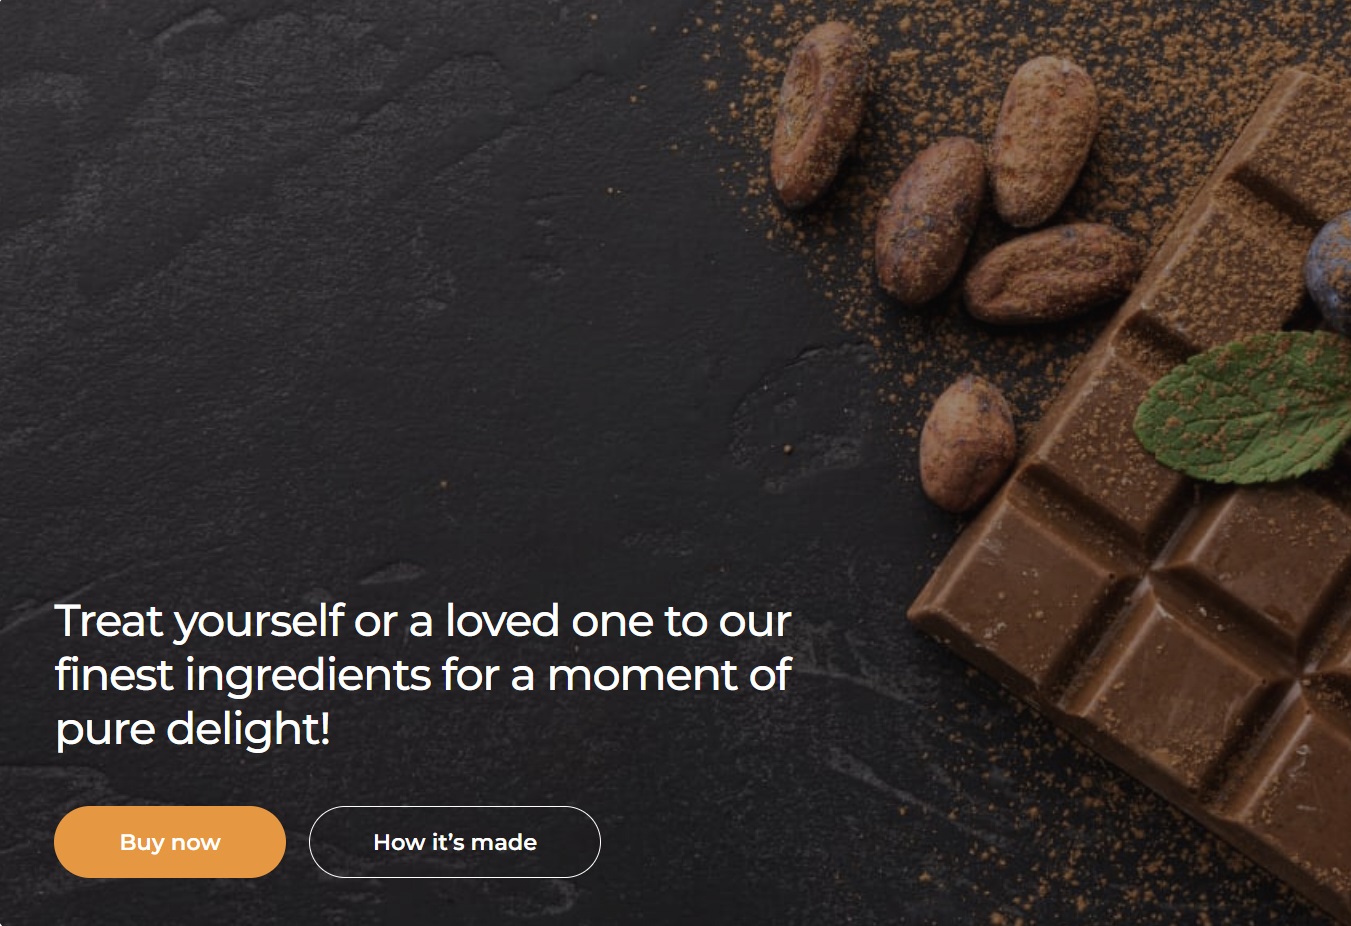 Treat yourself or a loved one to our
finest ingredients for a moment of
pure delight!
Buy now
How it’s made